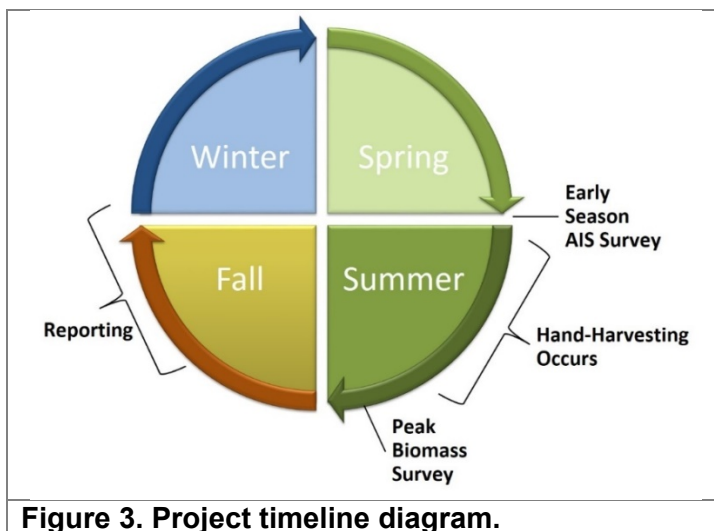 Winter
Spring
Early
Season
AIS Survey
Fall
Summer
Reporting
Hand-Harvesting
Occurs
Peak
Biomass
Survey
Figure 3. Project timeline diagram.